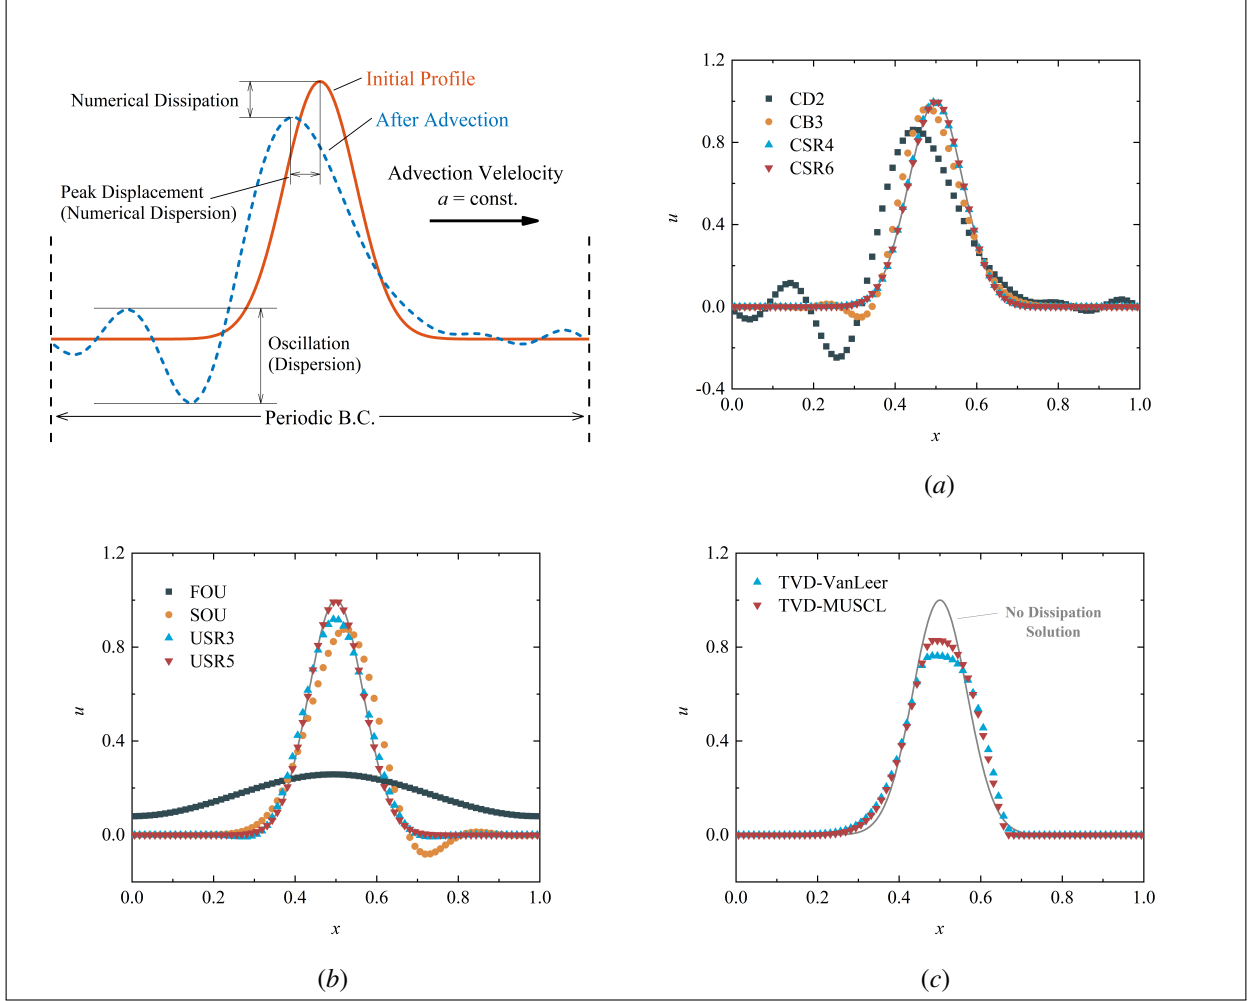 Numerical Dissipation
Initial Profile
After Advection
Peak Displacement
(Numerical Dispersion)
Advection Velelocity
a = const.
Oscillation
(Dispersion)
Periodic B.C.
1.2
0.8
0.4
0.0
-0.4
u
CD2
CB3
CSR4
CSR6
0.0 0.2 0.4 0.6 0.8 1.0
x
(a)
1.2
0.8
0.4
0.0
u
FOU
SOU
USR3
USR5
0.0 0.2 0.4 0.6 0.8 1.0
x
(b)
1.2
0.8
0.4
0.0
u
TVD-VanLeer
TVD-MUSCL
No Dissipation
Solution
0.0 0.2 0.4 0.6 0.8 1.0
x
(c)